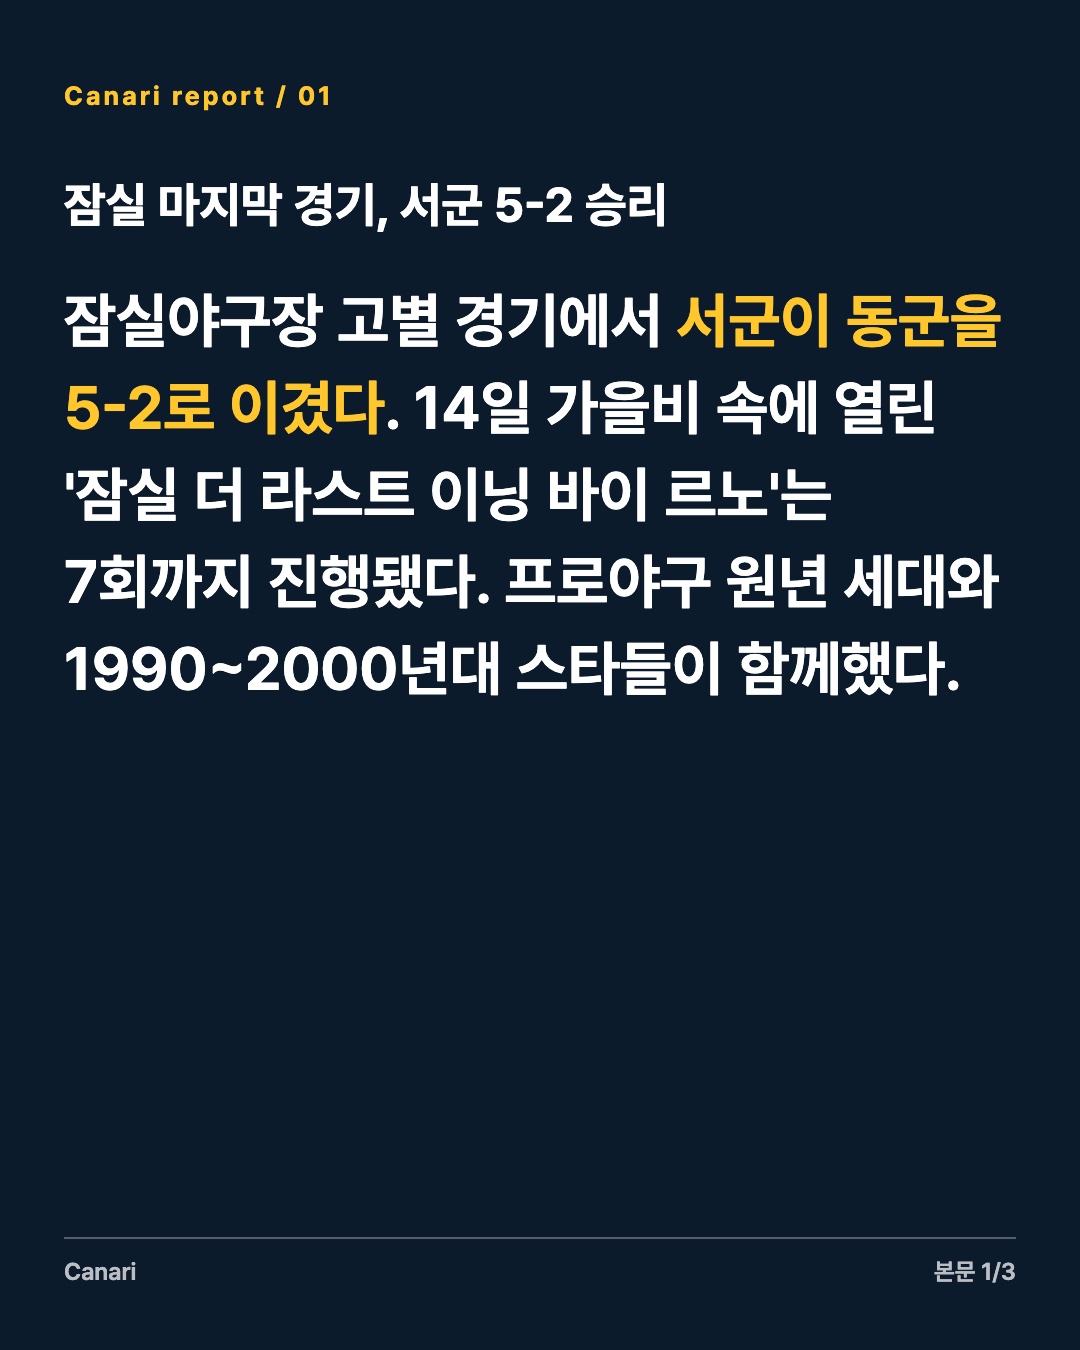 Canari report / 01
잠실 마지막 경기, 서군 5-2 승리
잠실야구장 고별 경기에서 서군이 동군을
5-2로 이겼다. 14일 가을비 속에 열린
'잠실 더 라스트 이닝 바이 르노'는
7회까지 진행됐다. 프로야구 원년 세대와
1990~2000년대 스타들이 함께했다.
Canari
본문 1/3